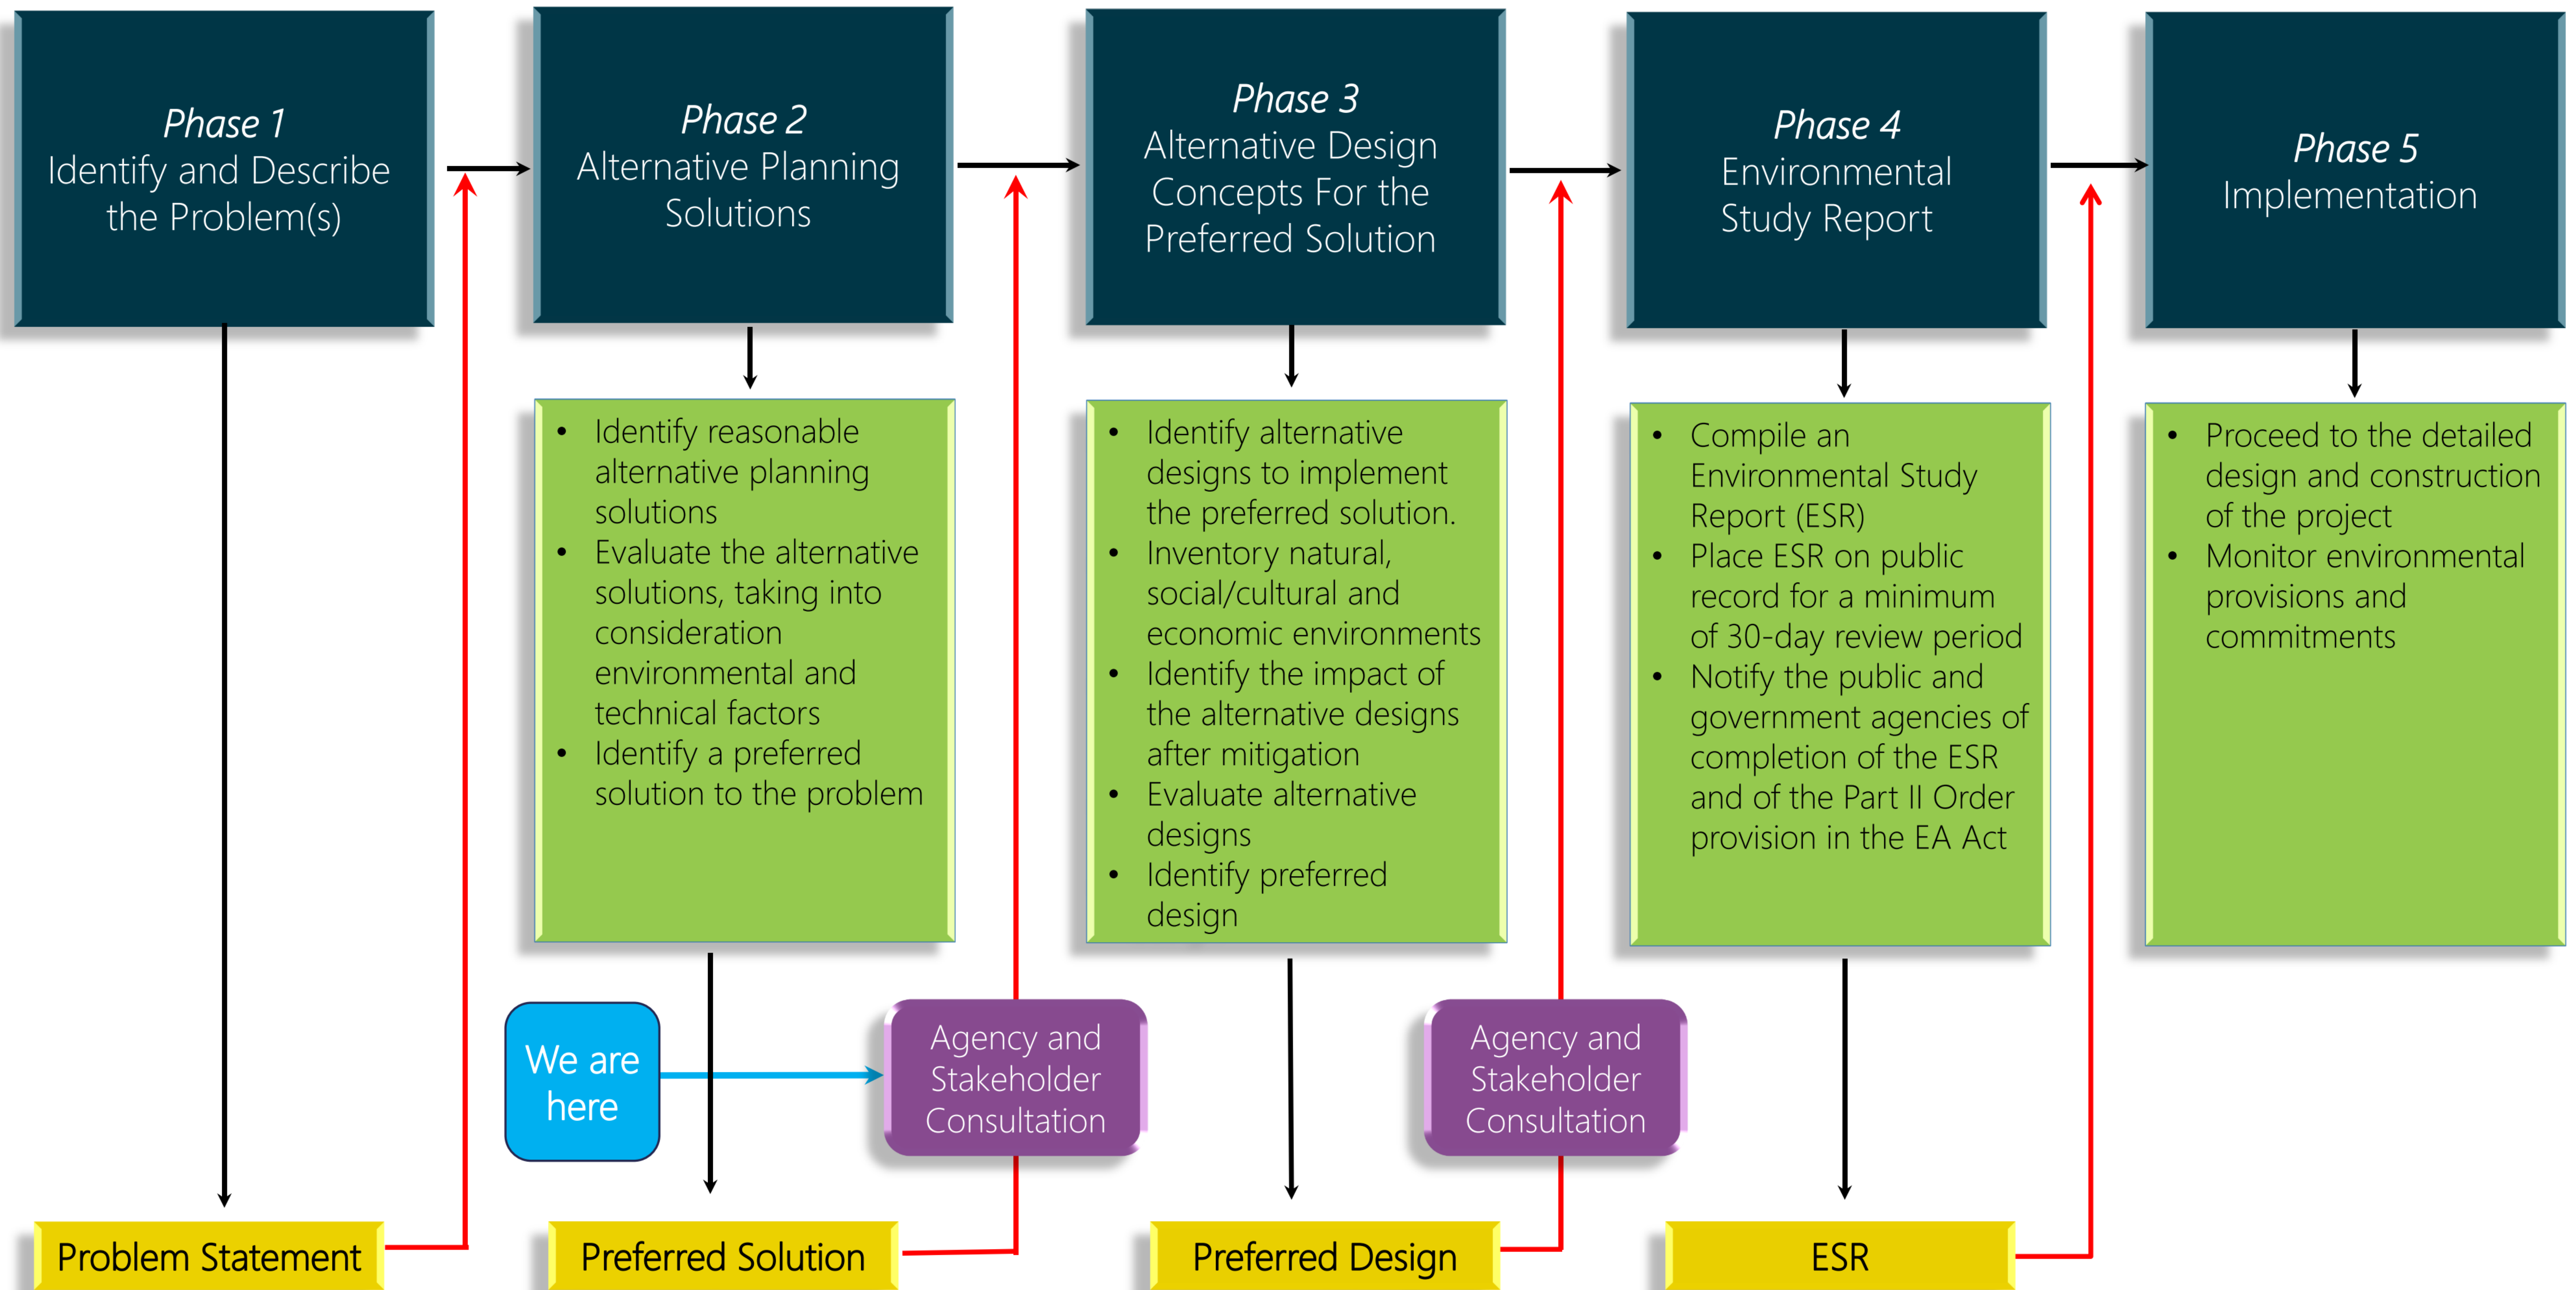 Phase 1
Identify and Describe
the Problem(s)
Phase 2
Alternative Planning
Solutions
Phase 3
Alternative Design
Concepts For the
Preferred Solution
Phase 4
Environmental
Study Report
Phase 5
Implementation
• Identify reasonable
alternative planning
solutions
• Evaluate the alternative
solutions, taking into
consideration
environmental and
technical factors
• Identify a preferred
solution to the problem
• Identify alternative
designs to implement
the preferred solution.
• Inventory natural,
social/cultural and
economic environments
• Identify the impact of
the alternative designs
after mitigation
• Evaluate alternative
designs
• Identify preferred
design
• Compile an
Environmental Study
Report (ESR)
• Place ESR on public
record for a minimum
of 30-day review period
• Notify the public and
government agencies of
completion of the ESR
and of the Part II Order
provision in the EA Act
• Proceed to the detailed
design and construction
of the project
• Monitor environmental
provisions and
commitments
We are
here
Agency and
Stakeholder
Consultation
Agency and
Stakeholder
Consultation
Problem Statement
Preferred Solution
Preferred Design
ESR